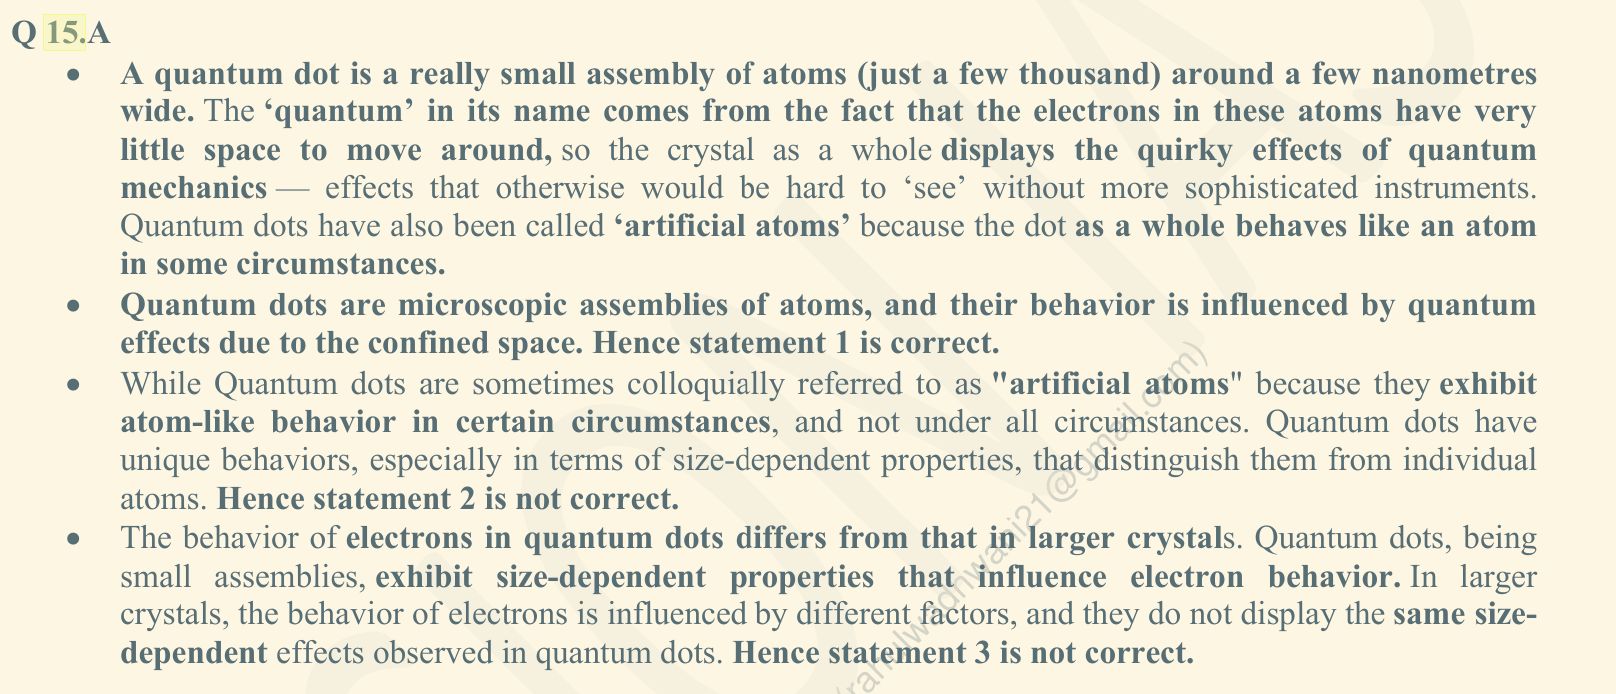 Q 15.A
• A quantum dot is a really small assembly of atoms (just a few thousand) around a few nanometres
wide. The ‘quantum’ in its name comes from the fact that the electrons in these atoms have very
little space to move around, so the crystal as a whole displays the quirky effects of quantum
mechanics — effects that otherwise would be hard to ‘see’ without more sophisticated instruments.
Quantum dots have also been called ‘artificial atoms’ because the dot as a whole behaves like an atom
in some circumstances.
• Quantum dots are microscopic assemblies of atoms, and their behavior is influenced by quantum
effects due to the confined space. Hence statement 1 is correct.
• While Quantum dots are sometimes colloquially referred to as "artificial atoms" because they exhibit
atom-like behavior in certain circumstances, and not under all circumstances. Quantum dots have
unique behaviors, especially in terms of size-dependent properties, that distinguish them from individual
atoms. Hence statement 2 is not correct.
• The behavior of electrons in quantum dots differs from that in larger crystals. Quantum dots, being
small assemblies, exhibit size-dependent properties that influence electron behavior. In larger
crystals, the behavior of electrons is influenced by different factors, and they do not display the same size-
dependent effects observed in quantum dots. Hence statement 3 is not correct.